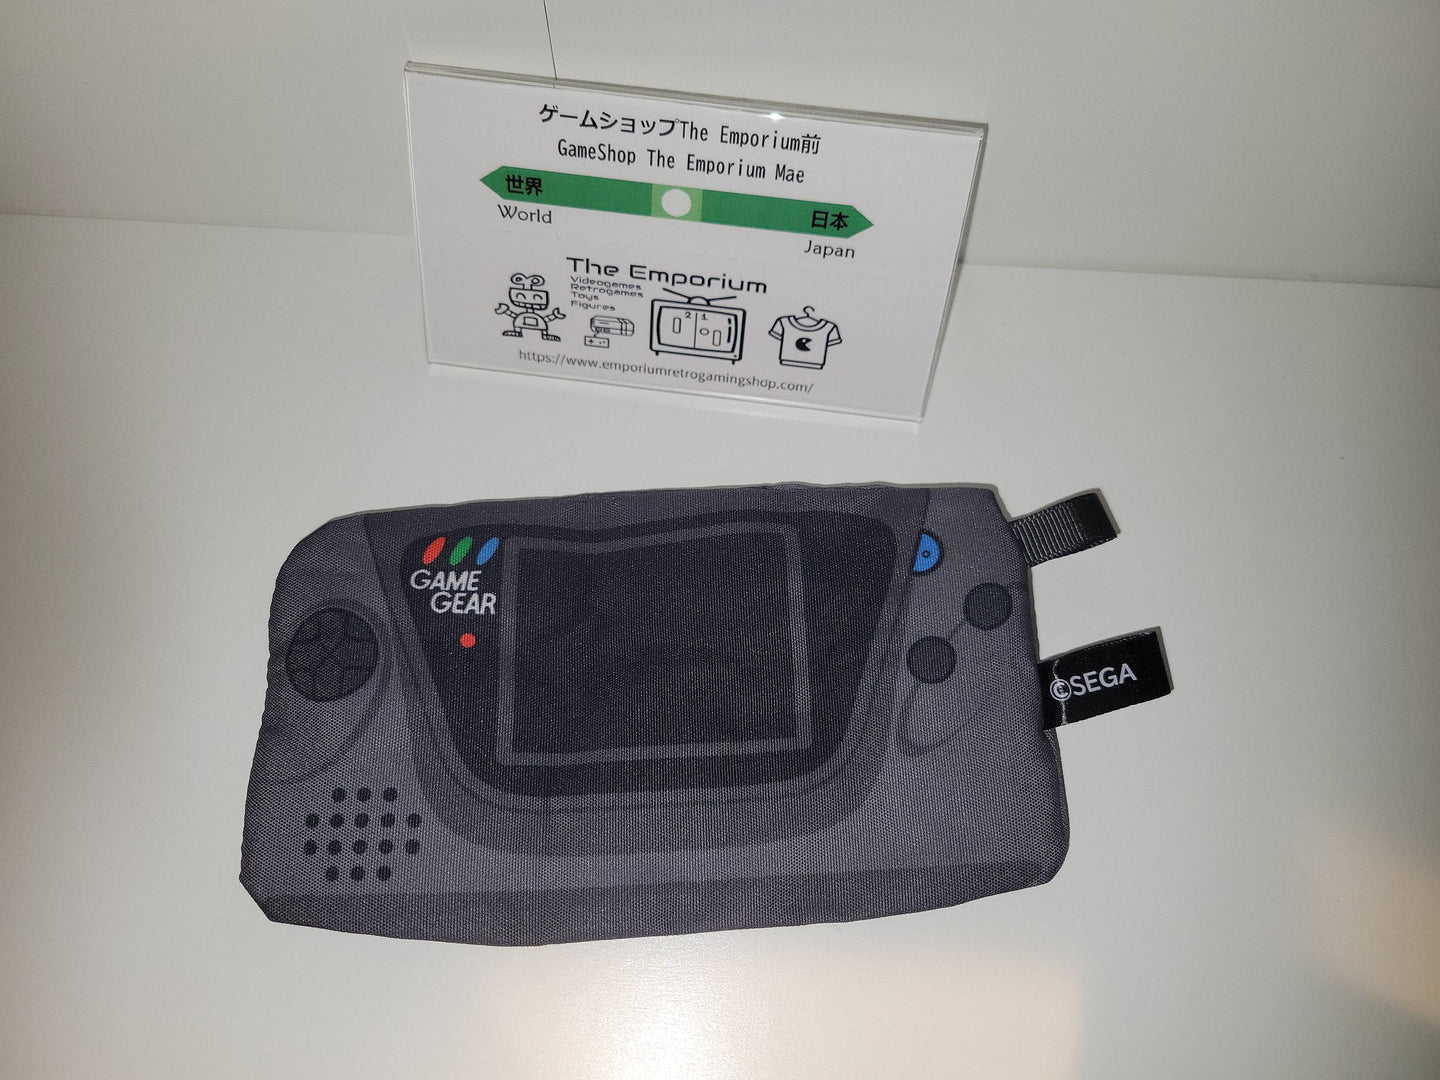 ゲームショップThe Emporium前
GameShop The Emporium Mae
世界
日本
World
Japan
The Emporium
Videogames
Retrogames
Toys
Figures
2 1
https://www.emporiumretrogamingshop.com/
GAME
GEAR
©SEGA